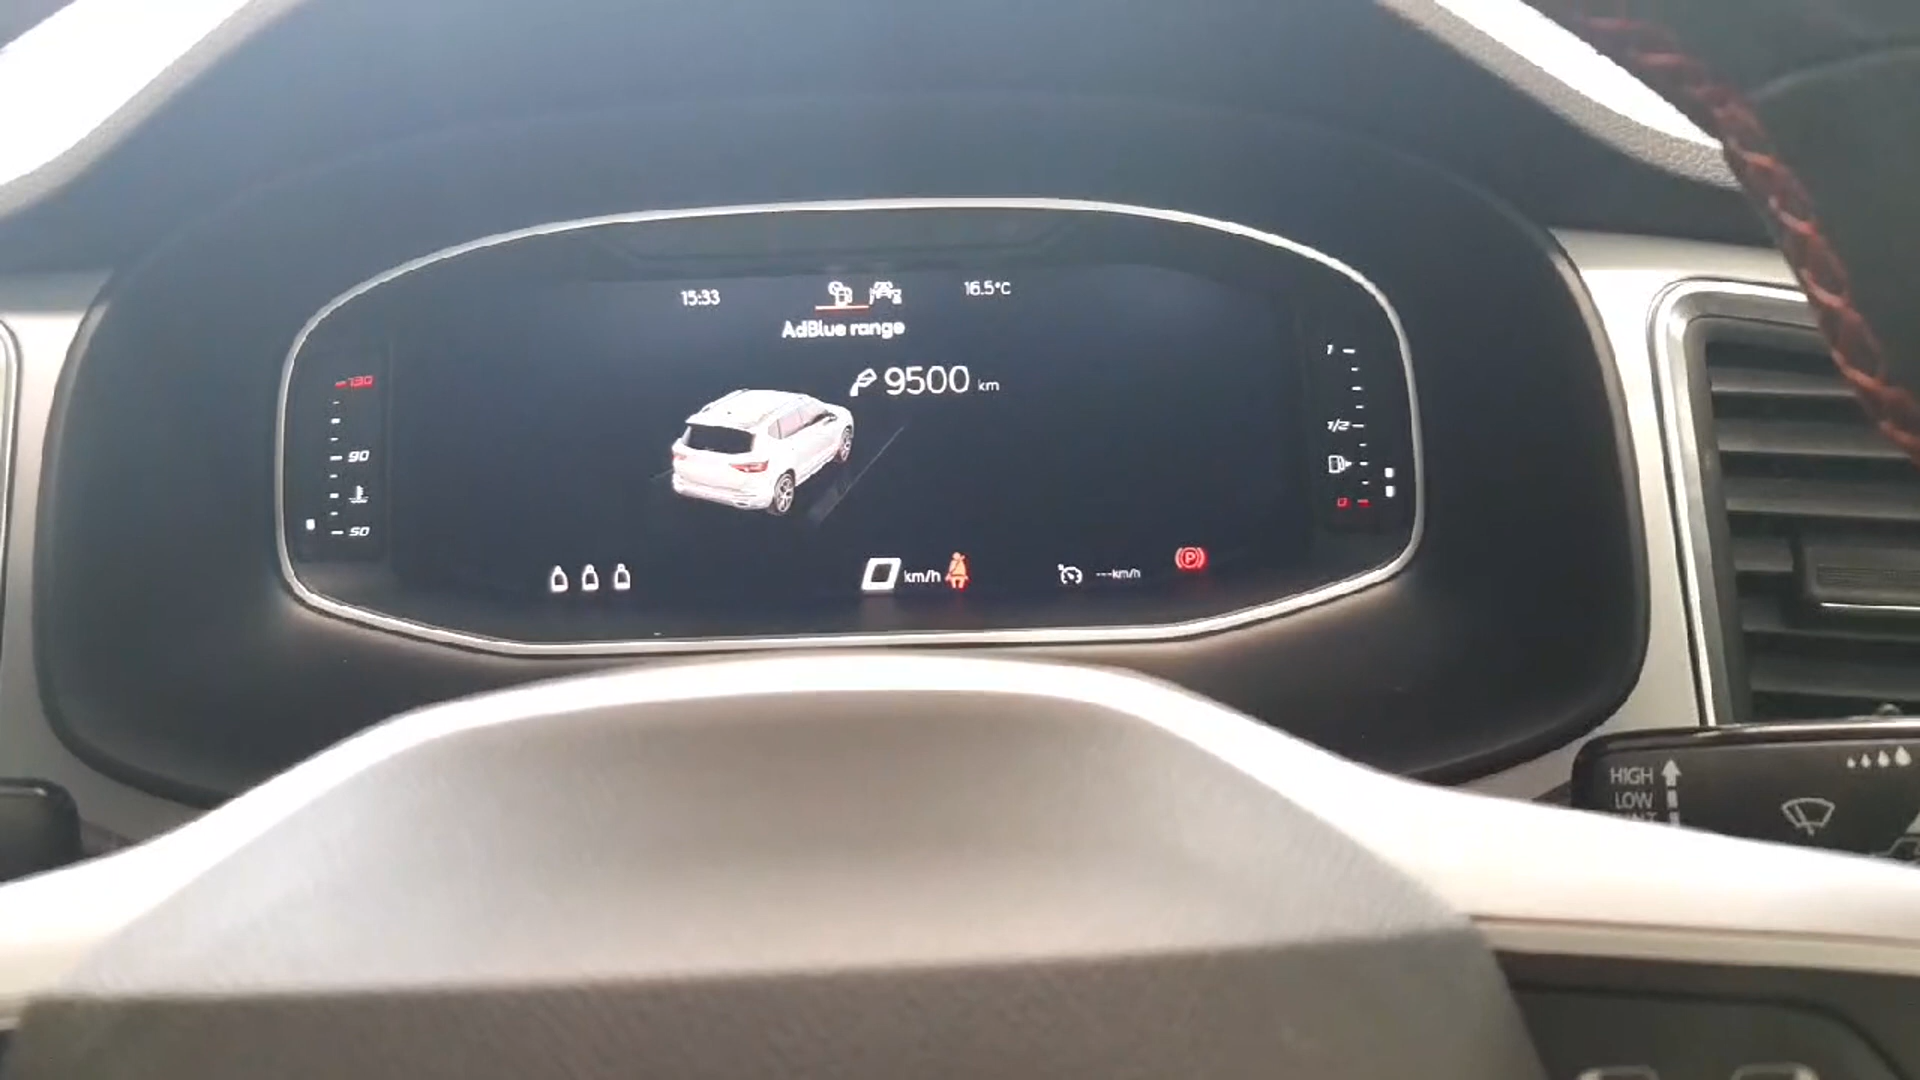 15:33
16.5°C
AdBlue range
9500 km
130
90
50
1
1/2
0
0 km/h
---km/h
P
HIGH
LOW